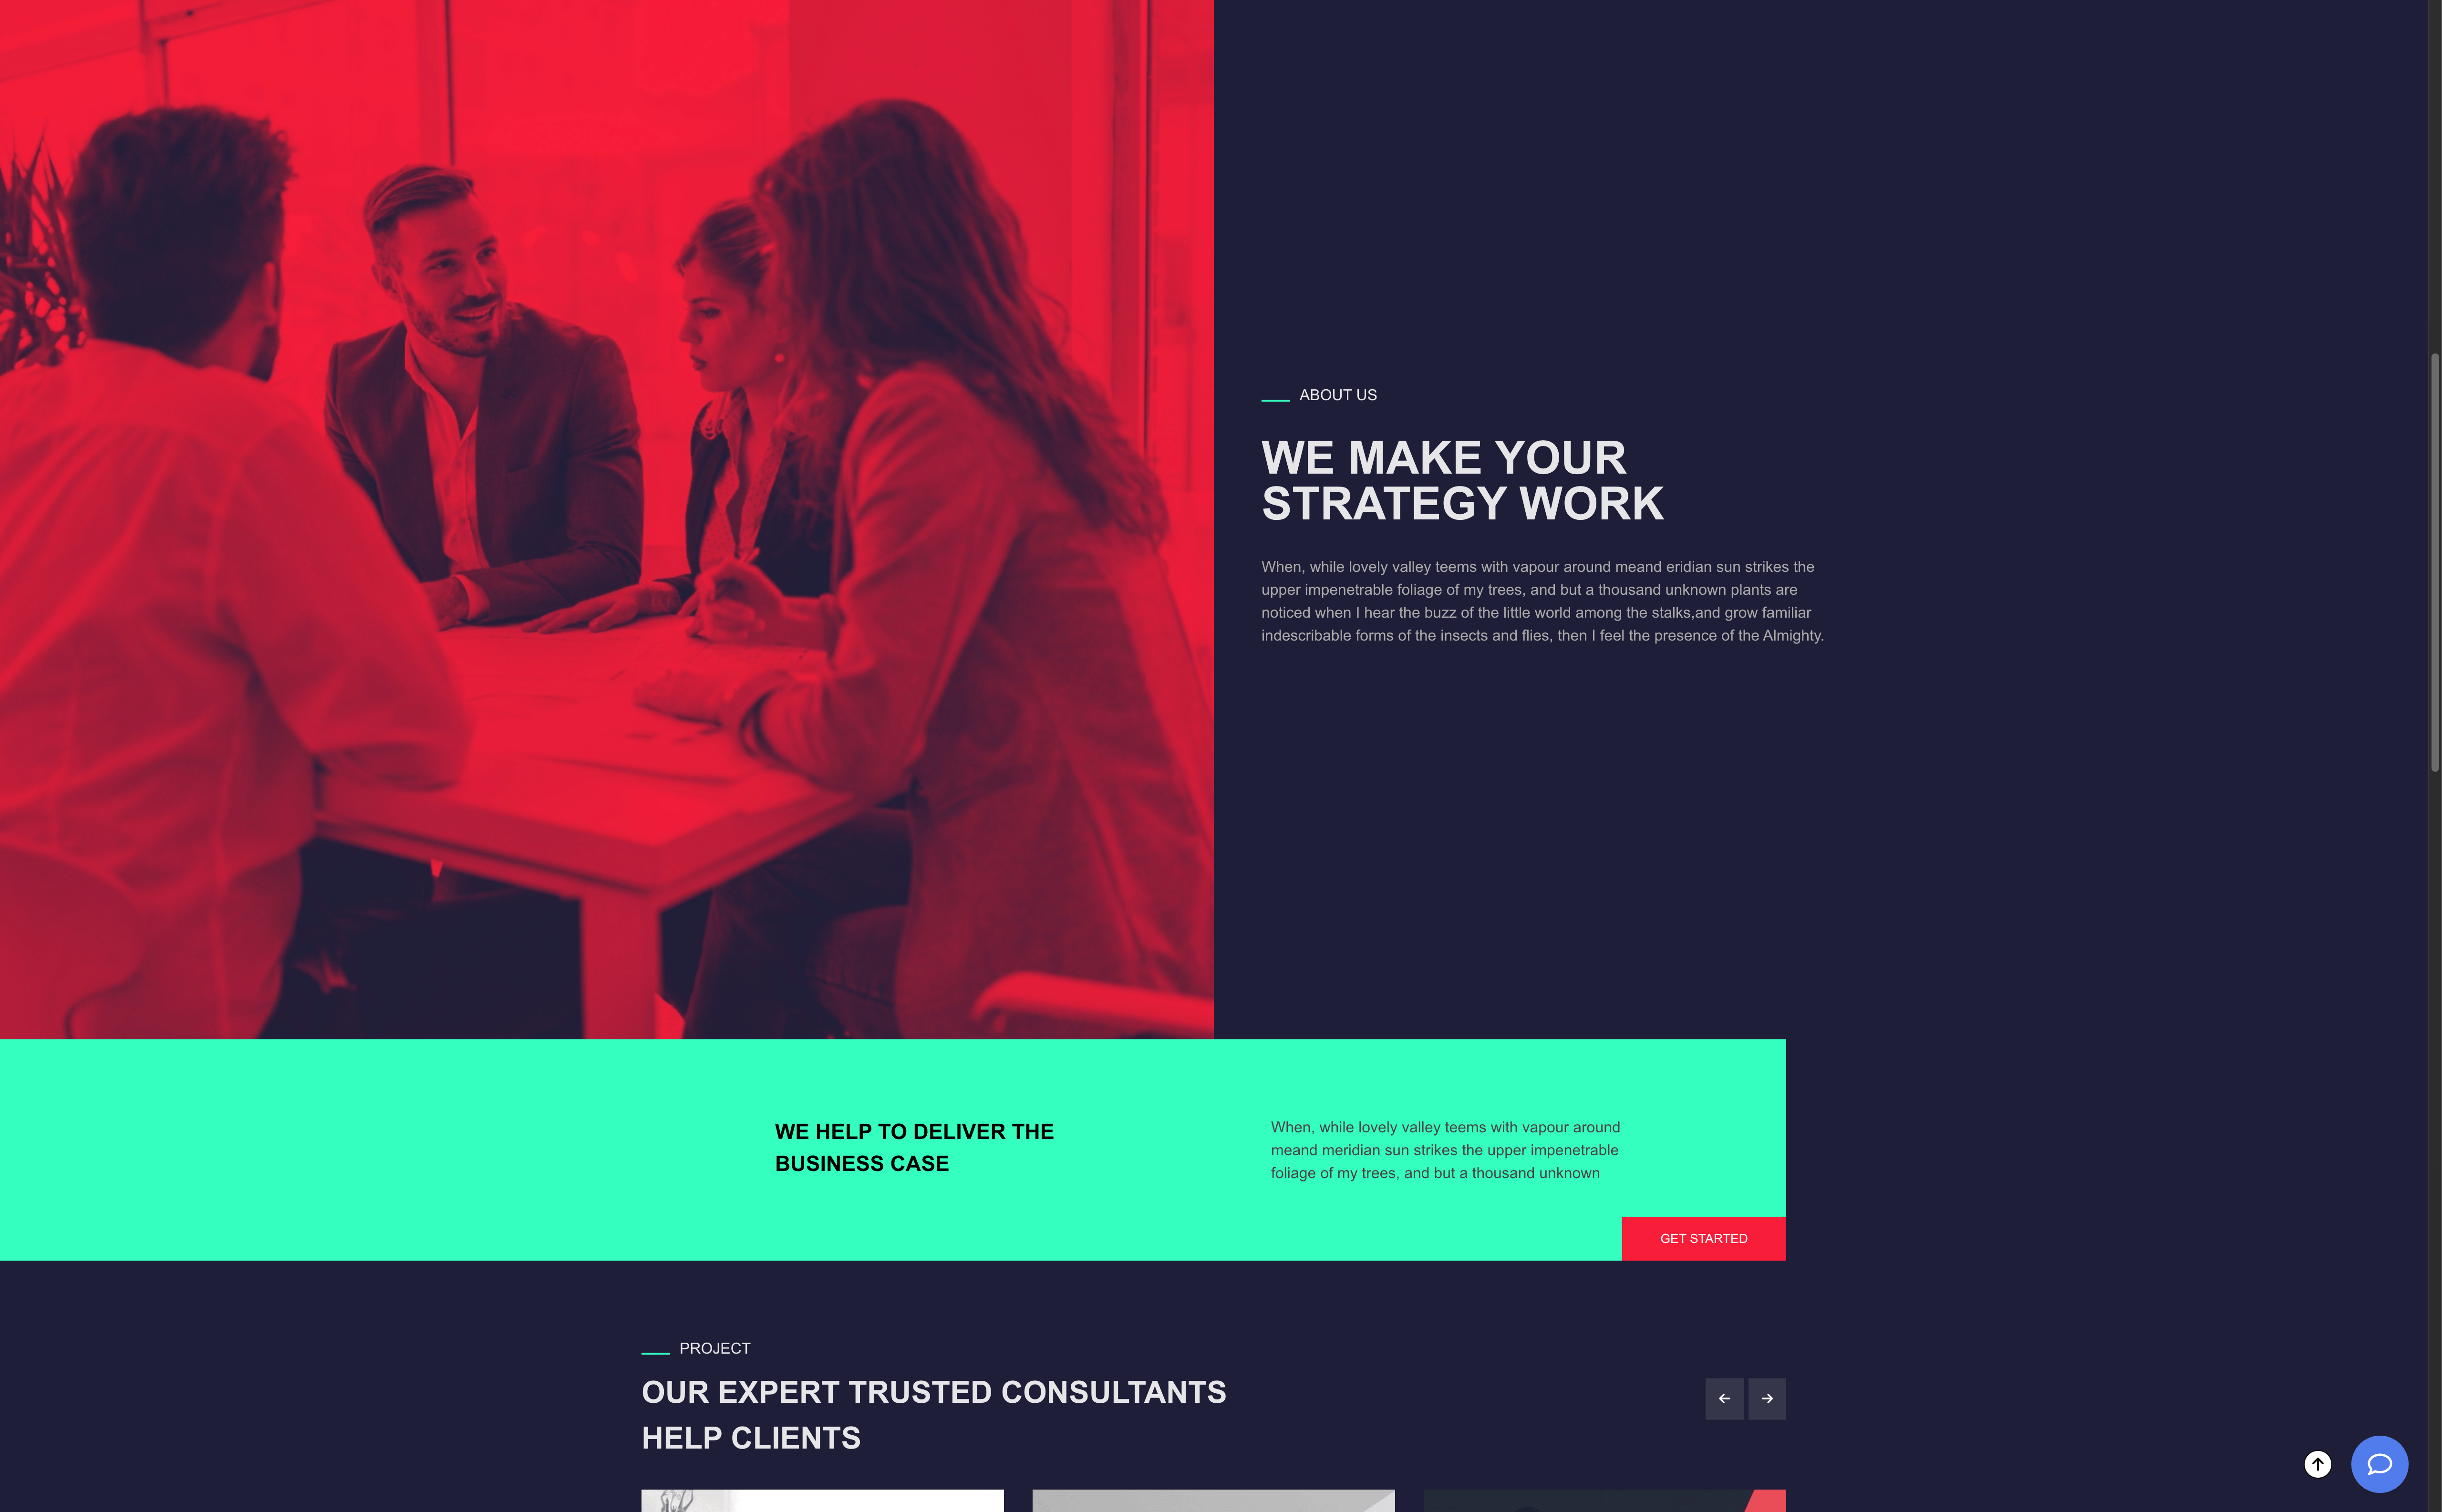 ABOUT US
WE MAKE YOUR
STRATEGY WORK
When, while lovely valley teems with vapour around meand eridian sun strikes the
upper impenetrable foliage of my trees, and but a thousand unknown plants are
noticed when I hear the buzz of the little world among the stalks,and grow familiar
indescribable forms of the insects and flies, then I feel the presence of the Almighty.
WE HELP TO DELIVER THE
BUSINESS CASE
When, while lovely valley teems with vapour around
meand meridian sun strikes the upper impenetrable
foliage of my trees, and but a thousand unknown
GET STARTED
PROJECT
OUR EXPERT TRUSTED CONSULTANTS
HELP CLIENTS